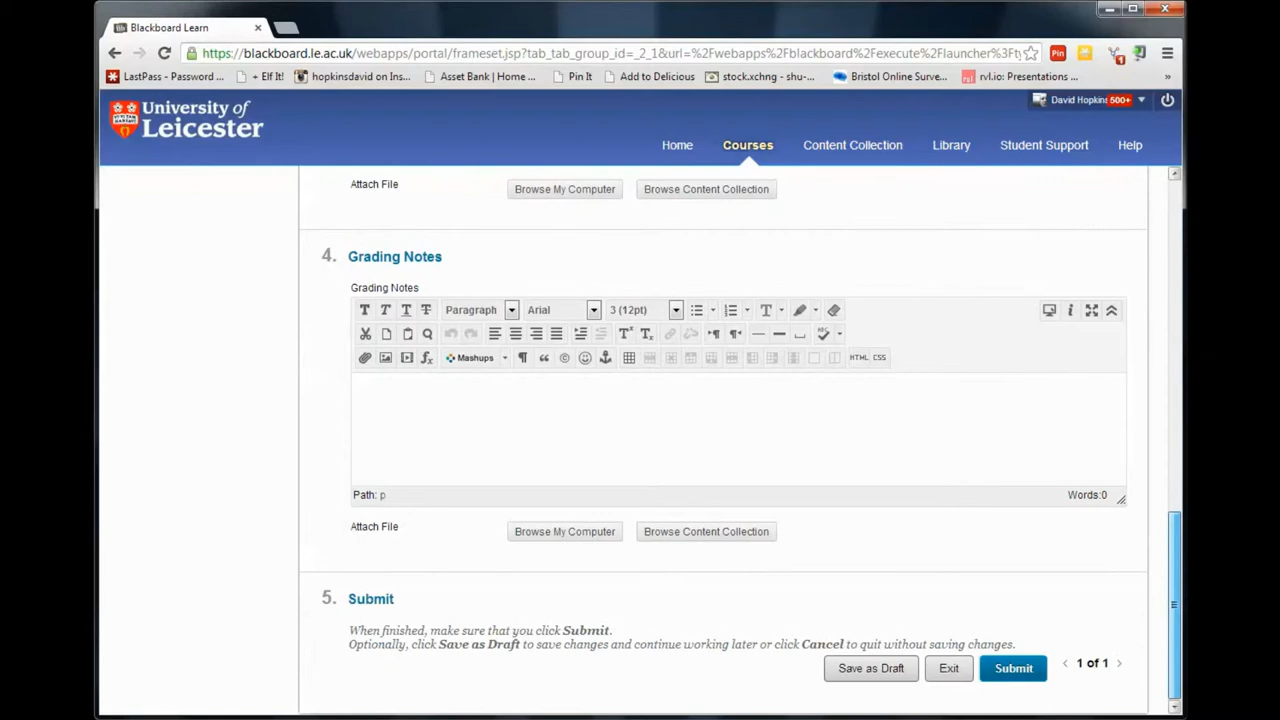 Blackboard Learn
https://blackboard.le.ac.uk/webapps/portal/frameset.jsp?tab_tab_group_id=_2_1&url=%2Fwebapps%2Fblackboard%2Fexecute%2Flauncher%3Fty
LastPass - Password ... + Elf It! hopkinsdavid on Ins... Asset Bank | Home ... Pin It Add to Delicious stock.xchng - shu-... Bristol Online Surve... rvl.io: Presentations ... »
University of
Leicester
David Hopkins 500+
Home Courses Content Collection Library Student Support Help
Attach File Browse My Computer Browse Content Collection
4. Grading Notes
Grading Notes
Paragraph Arial 3 (12pt)
Mashups HTML CSS
Path: p Words:0
Attach File Browse My Computer Browse Content Collection
5. Submit
When finished, make sure that you click Submit.
Optionally, click Save as Draft to save changes and continue working later or click Cancel to quit without saving changes.
Save as Draft Exit Submit < 1 of 1 >